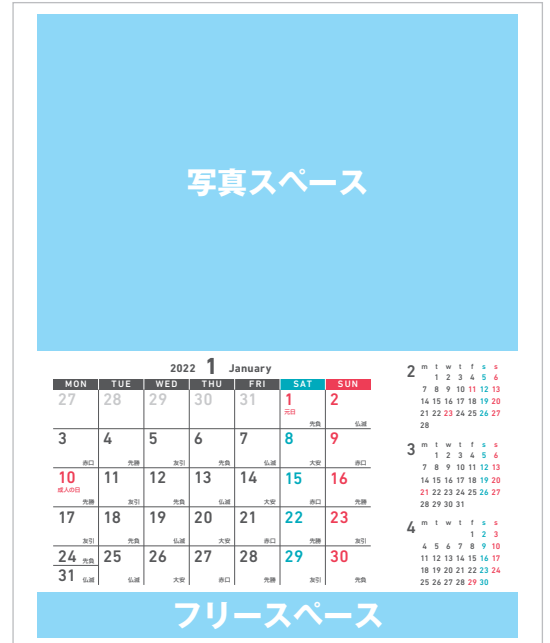 写真スペース
2022 1 January
MON TUE WED THU FRI SAT SUN
27 28 29 30 31 1 2
元日
先負 仏滅
3 4 5 6 7 8 9
赤口 先勝 友引 先負 仏滅 大安 赤口
10 11 12 13 14 15 16
成人の日
先勝 友引 先負 仏滅 大安 赤口 先勝
17 18 19 20 21 22 23
友引 先負 仏滅 大安 赤口 先勝 友引
24 先負 25 26 27 28 29 30
31 仏滅 仏滅 大安 赤口 先勝 友引 先負
2 m t w t f s s
1 2 3 4 5 6
7 8 9 10 11 12 13
14 15 16 17 18 19 20
21 22 23 24 25 26 27
28
3 m t w t f s s
1 2 3 4 5 6
7 8 9 10 11 12 13
14 15 16 17 18 19 20
21 22 23 24 25 26 27
28 29 30 31
4 m t w t f s s
1 2 3
4 5 6 7 8 9 10
11 12 13 14 15 16 17
18 19 20 21 22 23 24
25 26 27 28 29 30
フリースペース